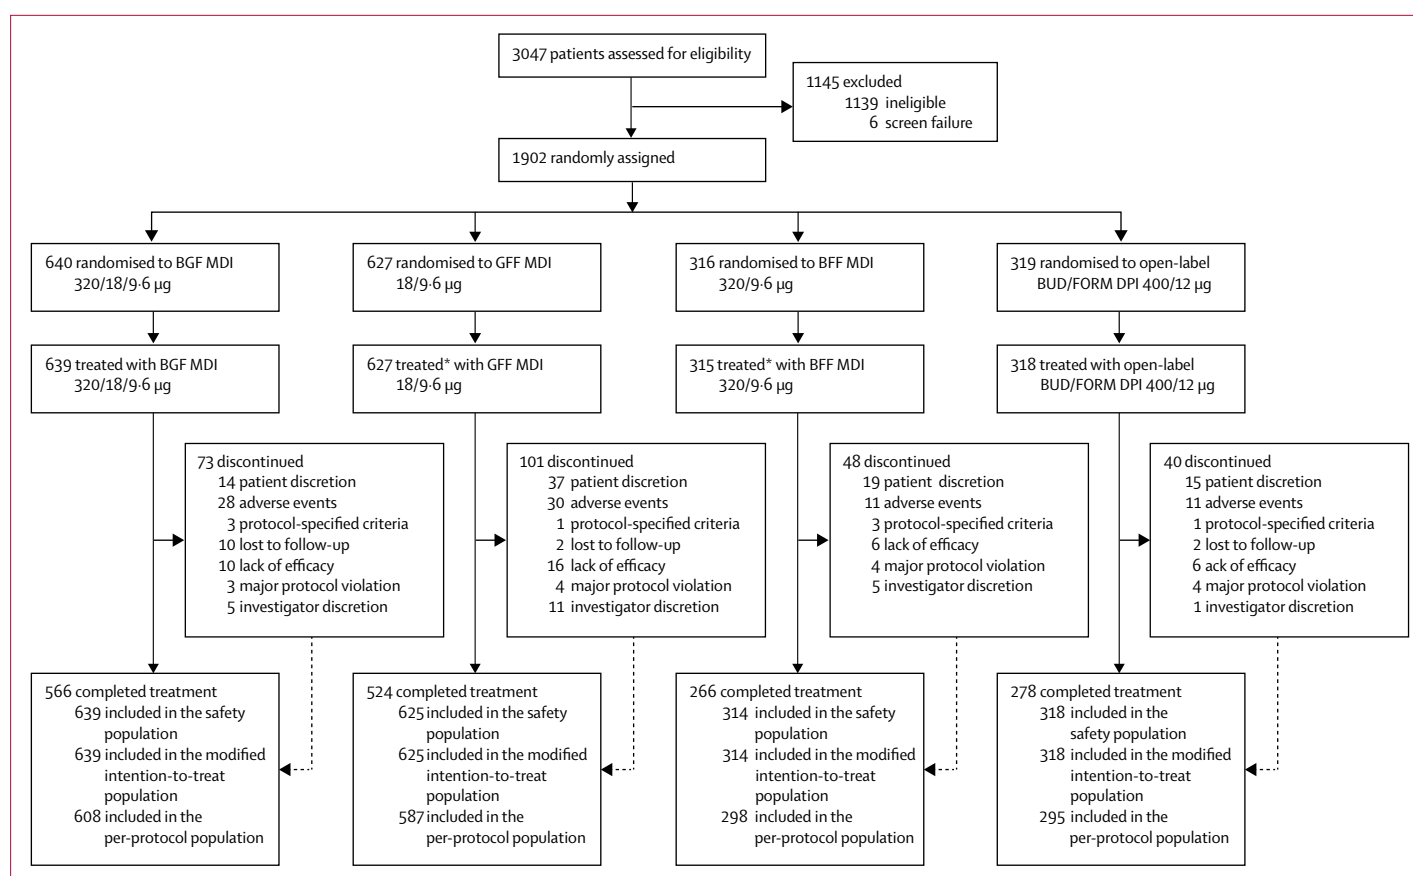 3047 patients assessed for eligibility
1145 excluded
1139 ineligible
6 screen failure
1902 randomly assigned
640 randomised to BGF MDI
320/18/9·6 µg
627 randomised to GFF MDI
18/9·6 µg
316 randomised to BFF MDI
320/9·6 µg
319 randomised to open-label
BUD/FORM DPI 400/12 µg
639 treated with BGF MDI
320/18/9·6 µg
627 treated* with GFF MDI
18/9·6 µg
315 treated* with BFF MDI
320/9·6 µg
318 treated with open-label
BUD/FORM DPI 400/12 µg
73 discontinued
14 patient discretion
28 adverse events
3 protocol-specified criteria
10 lost to follow-up
10 lack of efficacy
3 major protocol violation
5 investigator discretion
101 discontinued
37 patient discretion
30 adverse events
1 protocol-specified criteria
2 lost to follow-up
16 lack of efficacy
4 major protocol violation
11 investigator discretion
48 discontinued
19 patient discretion
11 adverse events
3 protocol-specified criteria
6 lack of efficacy
4 major protocol violation
5 investigator discretion
40 discontinued
15 patient discretion
11 adverse events
1 protocol-specified criteria
2 lost to follow-up
6 ack of efficacy
4 major protocol violation
1 investigator discretion
566 completed treatment
639 included in the safety
population
639 included in the modified
intention-to-treat
population
608 included in the
per-protocol population
524 completed treatment
625 included in the safety
population
625 included in the modified
intention-to-treat
population
587 included in the
per-protocol population
266 completed treatment
314 included in the safety
population
314 included in the modified
intention-to-treat
population
298 included in the
per-protocol population
278 completed treatment
318 included in the
safety population
318 included in the modified
intention-to-treat
population
295 included in the
per-protocol population